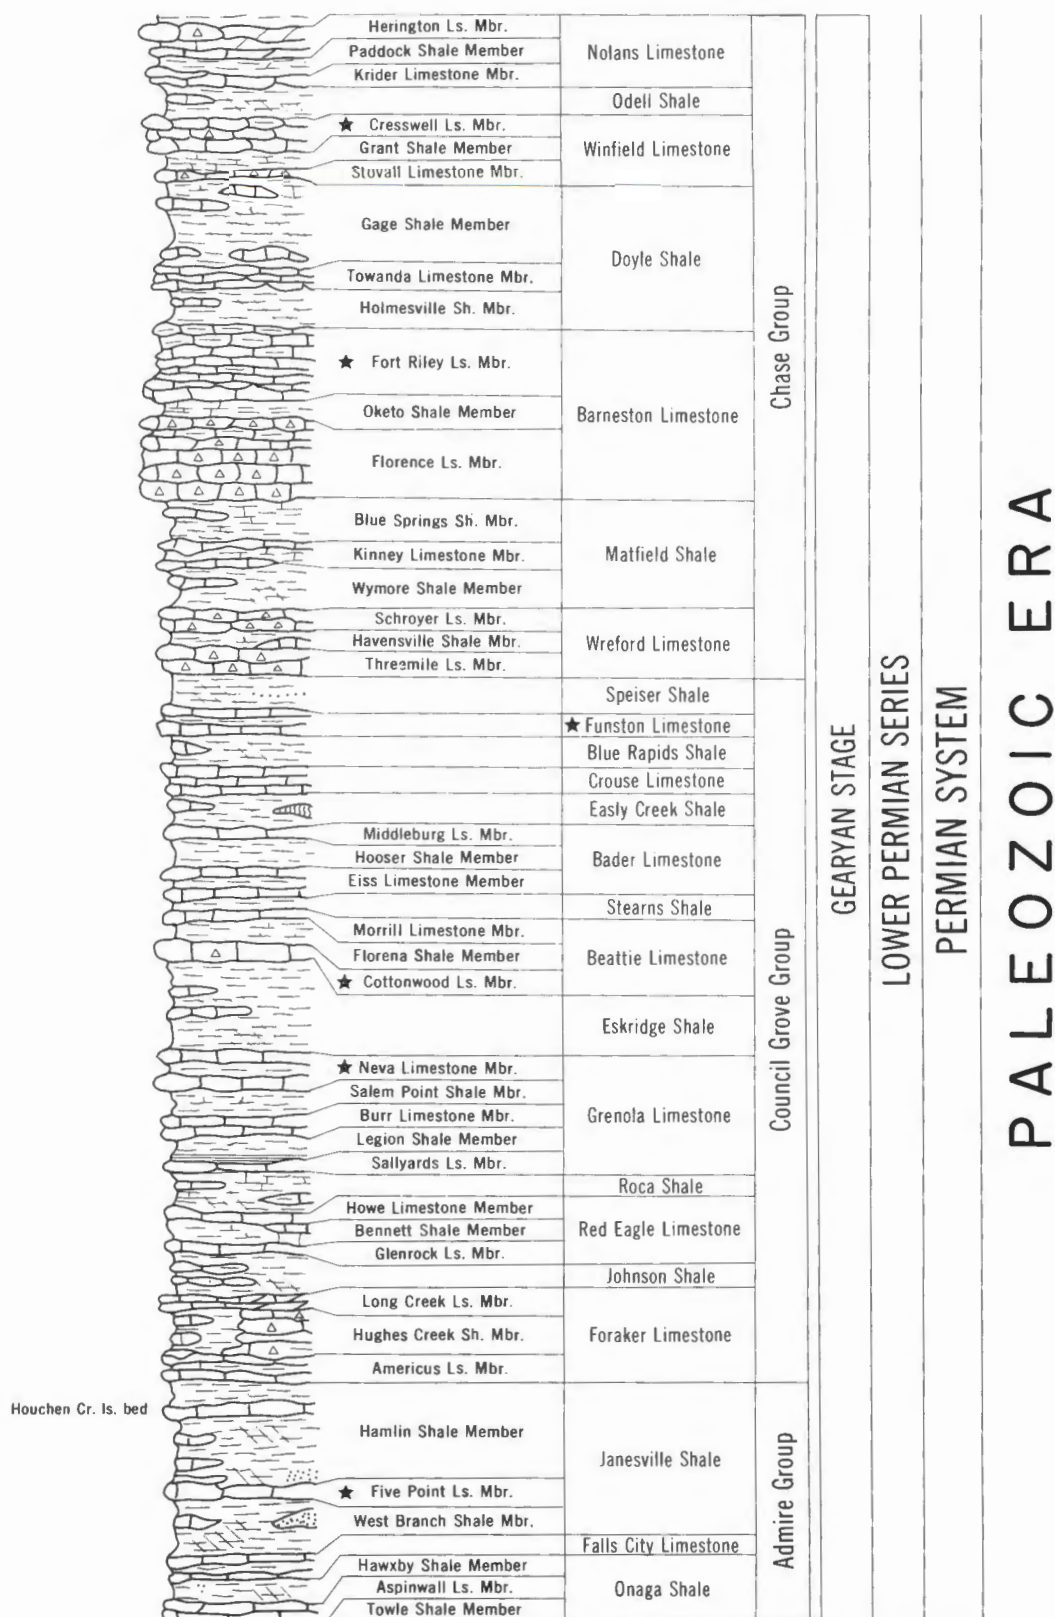 Herington Ls. Mbr.
Paddock Shale Member
Krider Limestone Mbr.
Nolans Limestone
Odell Shale
★ Cresswell Ls. Mbr.
Grant Shale Member
Stovall Limestone Mbr.
Winfield Limestone
Gage Shale Member
Towanda Limestone Mbr.
Holmesville Sh. Mbr.
Doyle Shale
★ Fort Riley Ls. Mbr.
Oketo Shale Member
Florence Ls. Mbr.
Barneston Limestone
Blue Springs Sh. Mbr.
Kinney Limestone Mbr.
Wymore Shale Member
Matfield Shale
Schroyer Ls. Mbr.
Havensville Shale Mbr.
Threemile Ls. Mbr.
Wreford Limestone
Chase Group
Speiser Shale
★ Funston Limestone
Blue Rapids Shale
Crouse Limestone
Easly Creek Shale
Middleburg Ls. Mbr.
Hooser Shale Member
Eiss Limestone Member
Bader Limestone
Stearns Shale
Morrill Limestone Mbr.
Florena Shale Member
★ Cottonwood Ls. Mbr.
Beattie Limestone
Eskridge Shale
★ Neva Limestone Mbr.
Salem Point Shale Mbr.
Burr Limestone Mbr.
Legion Shale Member
Sallyards Ls. Mbr.
Grenola Limestone
Roca Shale
Howe Limestone Member
Bennett Shale Member
Glenrock Ls. Mbr.
Red Eagle Limestone
Johnson Shale
Long Creek Ls. Mbr.
Hughes Creek Sh. Mbr.
Americus Ls. Mbr.
Foraker Limestone
Council Grove Group
Houchen Cr. ls. bed
Hamlin Shale Member
★ Five Point Ls. Mbr.
West Branch Shale Mbr.
Janesville Shale
Falls City Limestone
Hawxby Shale Member
Aspinwall Ls. Mbr.
Towle Shale Member
Onaga Shale
Admire Group
GEARYAN STAGE
LOWER PERMIAN SERIES
PERMIAN SYSTEM
PALEOZOIC ERA